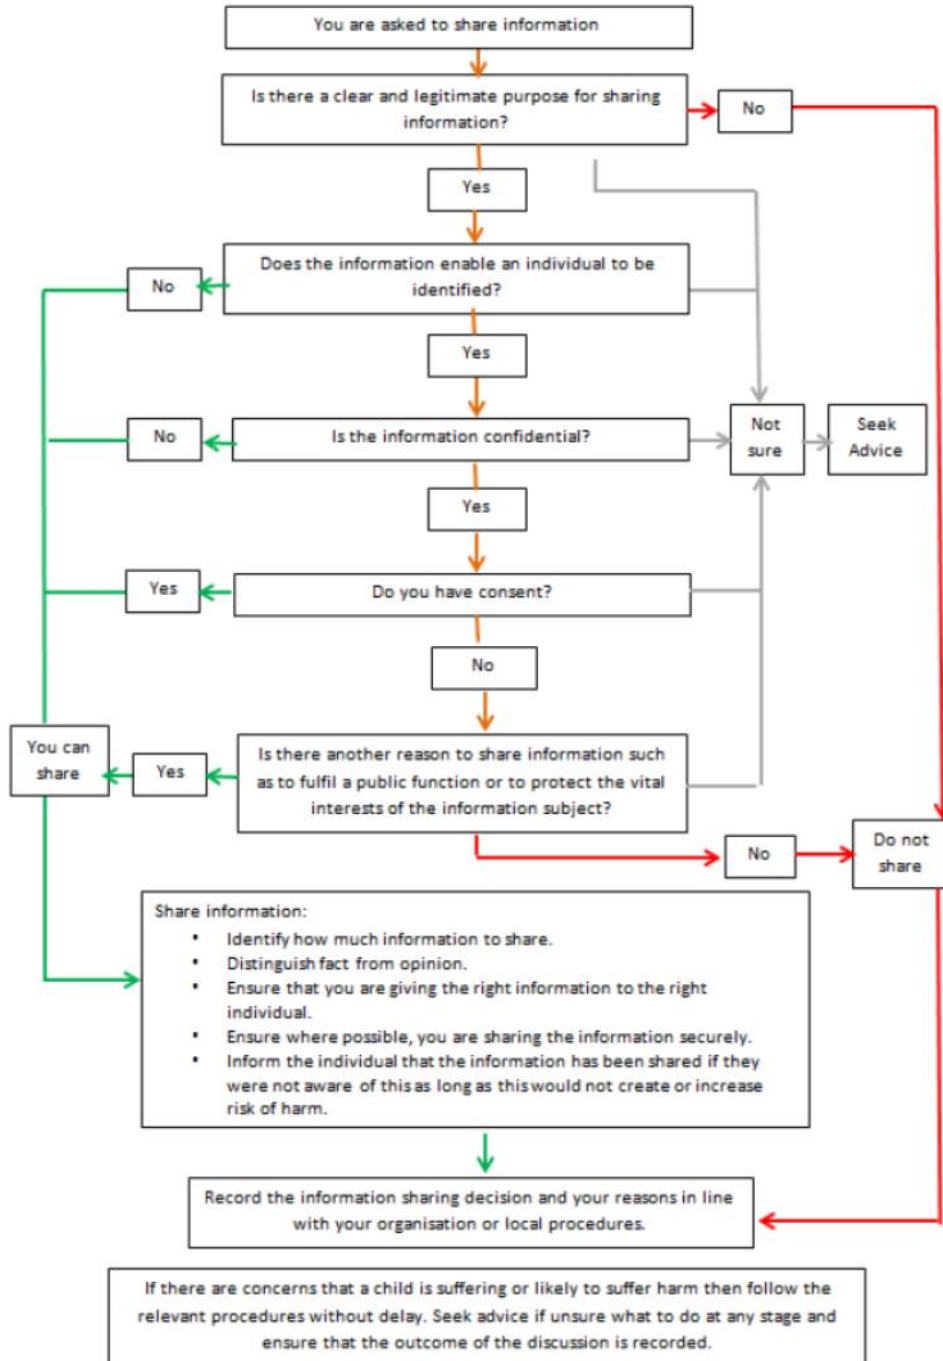 You are asked to share information
Is there a clear and legitimate purpose for sharing
information?
No
Yes
Does the information enable an individual to be
identified?
No
Yes
Is the information confidential?
No
Not
sure
Seek
Advice
Yes
Do you have consent?
Yes
No
Is there another reason to share information such
as to fulfil a public function or to protect the vital
interests of the information subject?
Yes
You can
share
No
Do not
share
Share information:
• Identify how much information to share.
• Distinguish fact from opinion.
• Ensure that you are giving the right information to the right
individual.
• Ensure where possible, you are sharing the information securely.
• Inform the individual that the information has been shared if they
were not aware of this as long as this would not create or increase
risk of harm.
Record the information sharing decision and your reasons in line
with your organisation or local procedures.
If there are concerns that a child is suffering or likely to suffer harm then follow the
relevant procedures without delay. Seek advice if unsure what to do at any stage and
ensure that the outcome of the discussion is recorded.